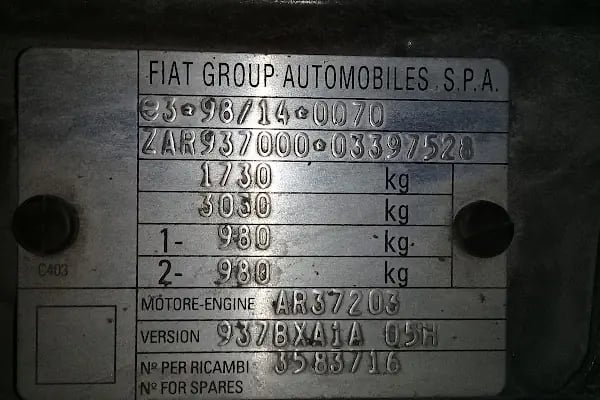 FIAT GROUP AUTOMOBILES S.P.A.
e3*98/14*0070
ZAR937000*03397528
1730 kg
3030 kg
1- 980 kg
2- 980 kg
C403
MOTORE-ENGINE AR37203
VERSION 937BXA1A 05H
Nº PER RICAMBI 3583716
Nº FOR SPARES